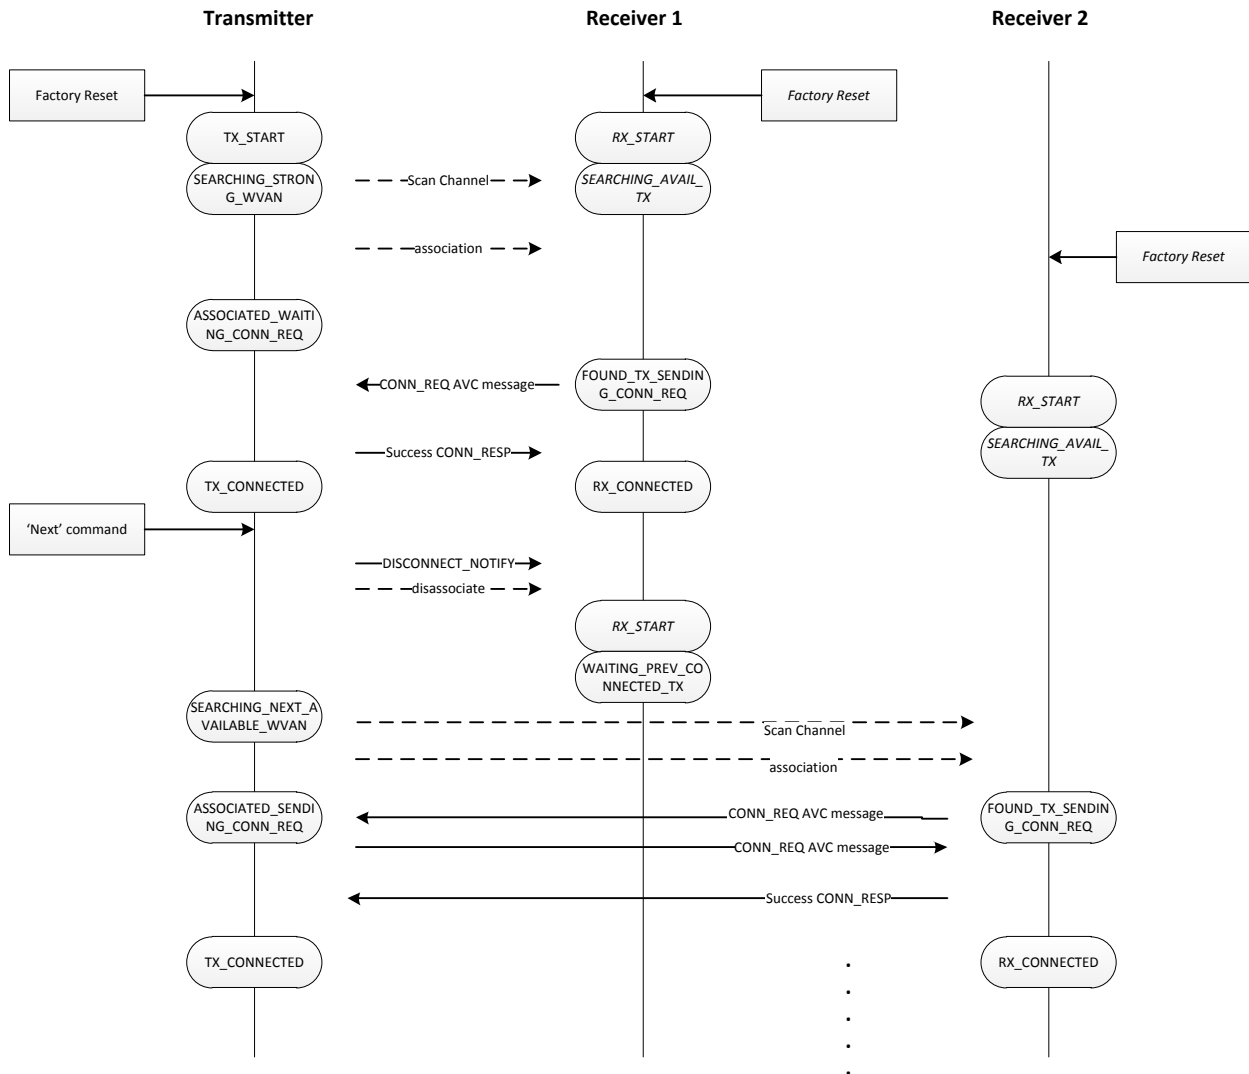 Transmitter
Receiver 1
Receiver 2
Factory Reset
Factory Reset
TX_START
RX_START
SEARCHING_STRON
G_WVAN
Scan Channel
SEARCHING_AVAIL_
TX
association
Factory Reset
ASSOCIATED_WAITI
NG_CONN_REQ
CONN_REQ AVC message
FOUND_TX_SENDIN
G_CONN_REQ
RX_START
Success CONN_RESP
SEARCHING_AVAIL_
TX
TX_CONNECTED
RX_CONNECTED
'Next' command
DISCONNECT_NOTIFY
disassociate
RX_START
WAITING_PREV_CO
NNECTED_TX
SEARCHING_NEXT_A
VAILABLE_WVAN
Scan Channel
association
ASSOCIATED_SENDI
NG_CONN_REQ
CONN_REQ AVC message
FOUND_TX_SENDIN
G_CONN_REQ
CONN_REQ AVC message
Success CONN_RESP
TX_CONNECTED
RX_CONNECTED